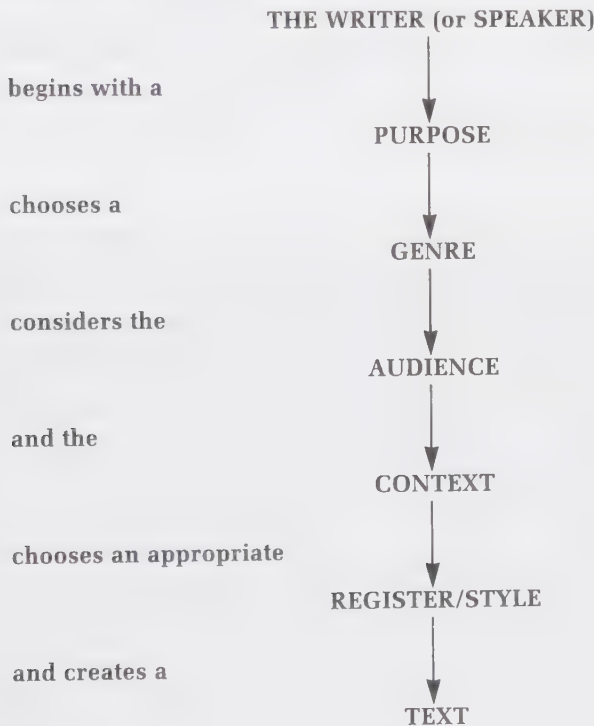 THE WRITER (or SPEAKER)
begins with a
PURPOSE
chooses a
GENRE
considers the
AUDIENCE
and the
CONTEXT
chooses an appropriate
REGISTER/STYLE
and creates a
TEXT